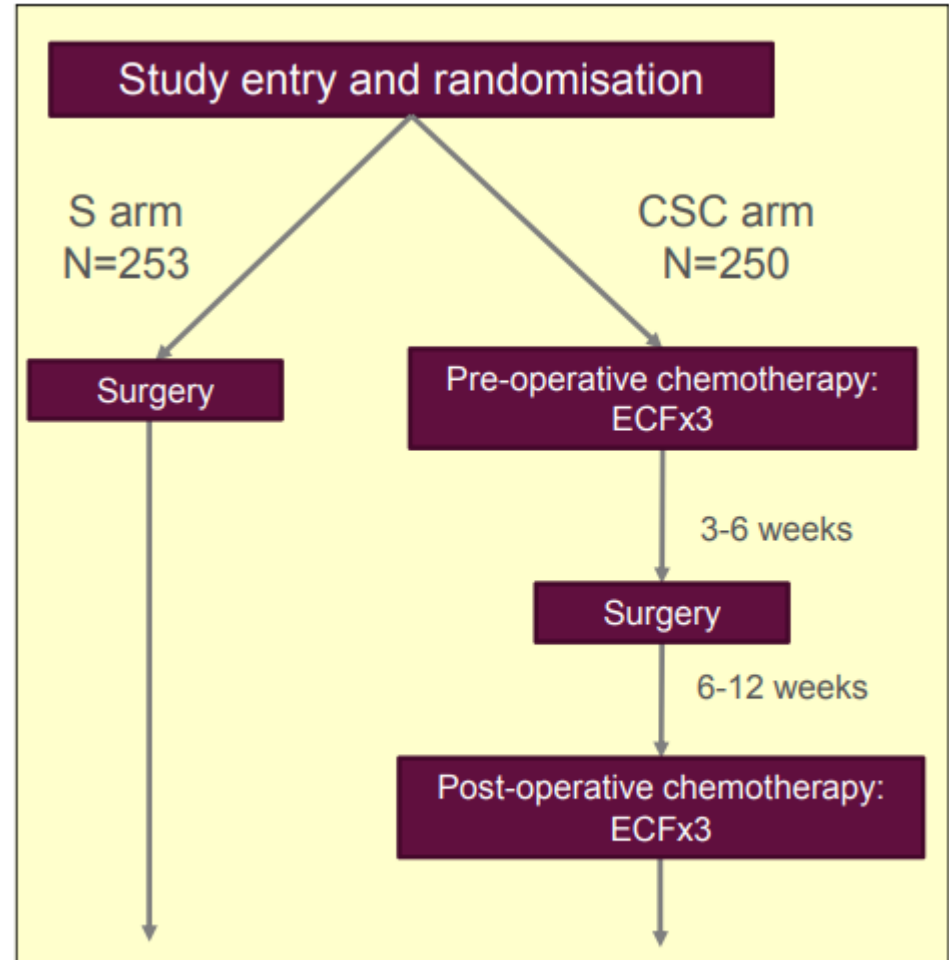 Study entry and randomisation
S arm
N=253
CSC arm
N=250
Surgery
Pre-operative chemotherapy:
ECFx3
3-6 weeks
Surgery
6-12 weeks
Post-operative chemotherapy:
ECFx3